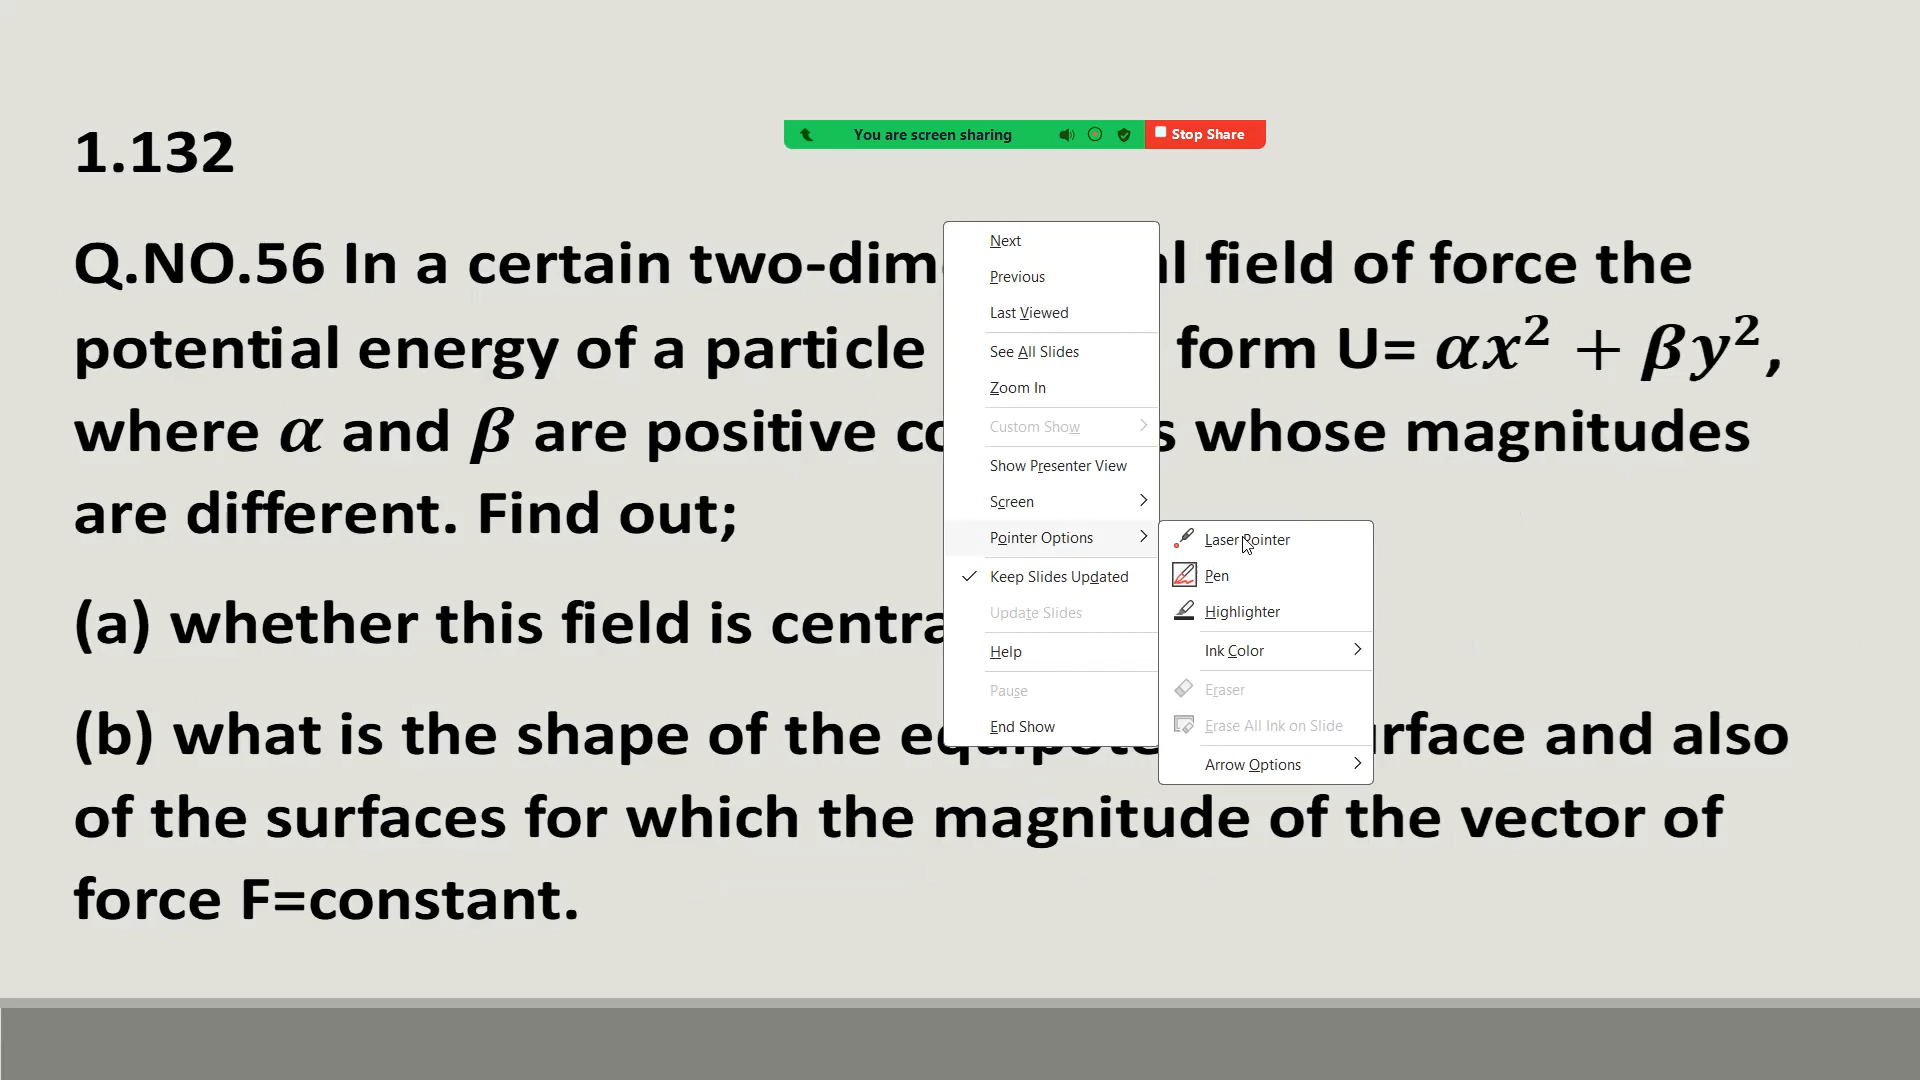 1.132
You are screen sharing
Stop Share
Q.NO.56 In a certain two-dim l field of force the
potential energy of a particle form U= αx² + βy²,
where α and β are positive co s whose magnitudes
are different. Find out;
(a) whether this field is centra
(b) what is the shape of the equipote rface and also
of the surfaces for which the magnitude of the vector of
force F=constant.
Next
Previous
Last Viewed
See All Slides
Zoom In
Custom Show
Show Presenter View
Screen
Pointer Options
Keep Slides Updated
Update Slides
Help
Pause
End Show
Laser Pointer
Pen
Highlighter
Ink Color
Eraser
Erase All Ink on Slide
Arrow Options